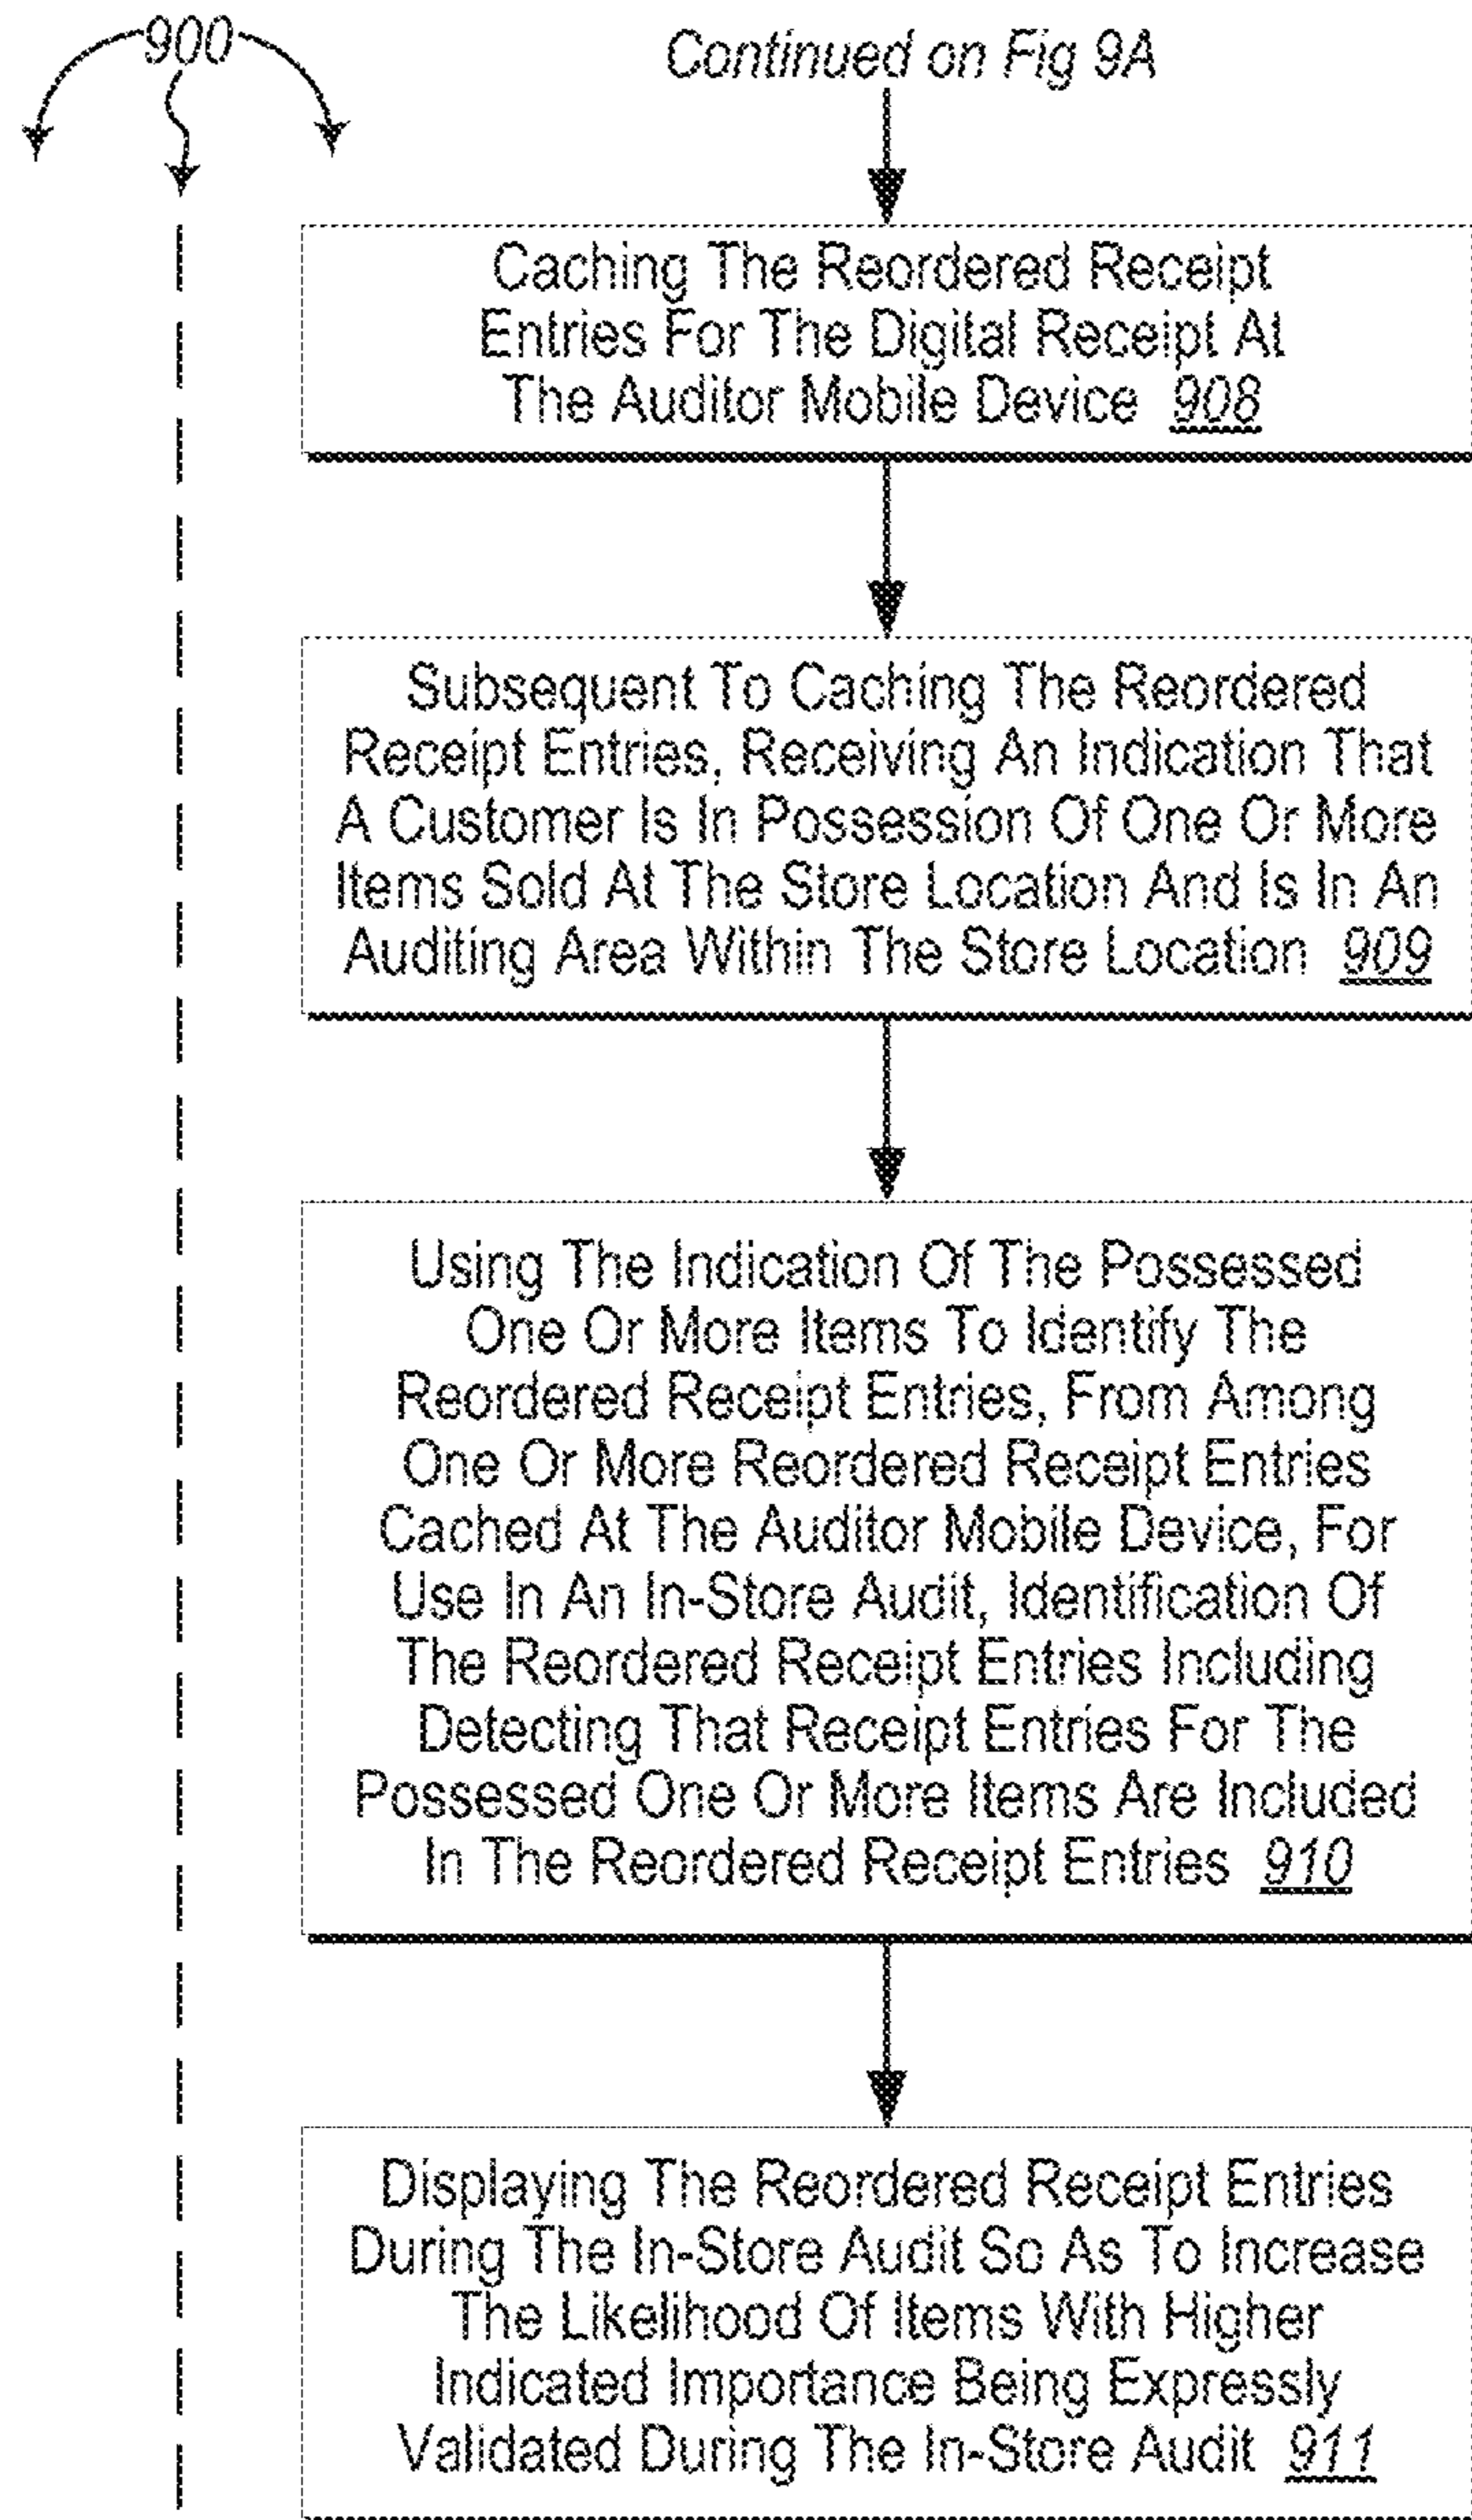 900
Continued on Fig 9A
Caching The Reordered Receipt
Entries For The Digital Receipt At
The Auditor Mobile Device 908
Subsequent To Caching The Reordered
Receipt Entries, Receiving An Indication That
A Customer Is In Possession Of One Or More
Items Sold At The Store Location And Is In An
Auditing Area Within The Store Location 909
Using The Indication Of The Possessed
One Or More Items To Identify The
Reordered Receipt Entries, From Among
One Or More Reordered Receipt Entries
Cached At The Auditor Mobile Device, For
Use In An In-Store Audit, Identification Of
The Reordered Receipt Entries Including
Detecting That Receipt Entries For The
Possessed One Or More Items Are Included
In The Reordered Receipt Entries 910
Displaying The Reordered Receipt Entries
During The In-Store Audit So As To Increase
The Likelihood Of Items With Higher
Indicated Importance Being Expressly
Validated During The In-Store Audit 911